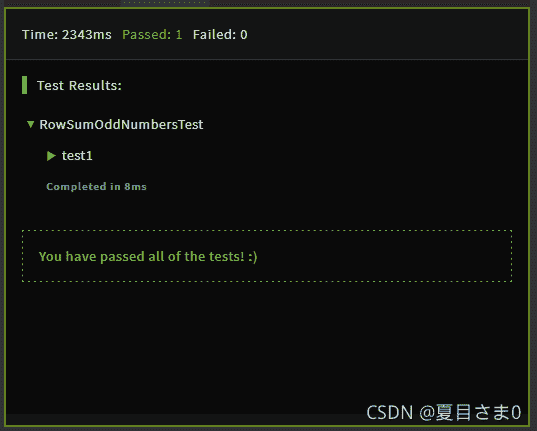 Time: 2343ms Passed: 1 Failed: 0
Test Results:
RowSumOddNumbersTest
test1
Completed in 8ms
You have passed all of the tests! :)
CSDN @夏目さま0